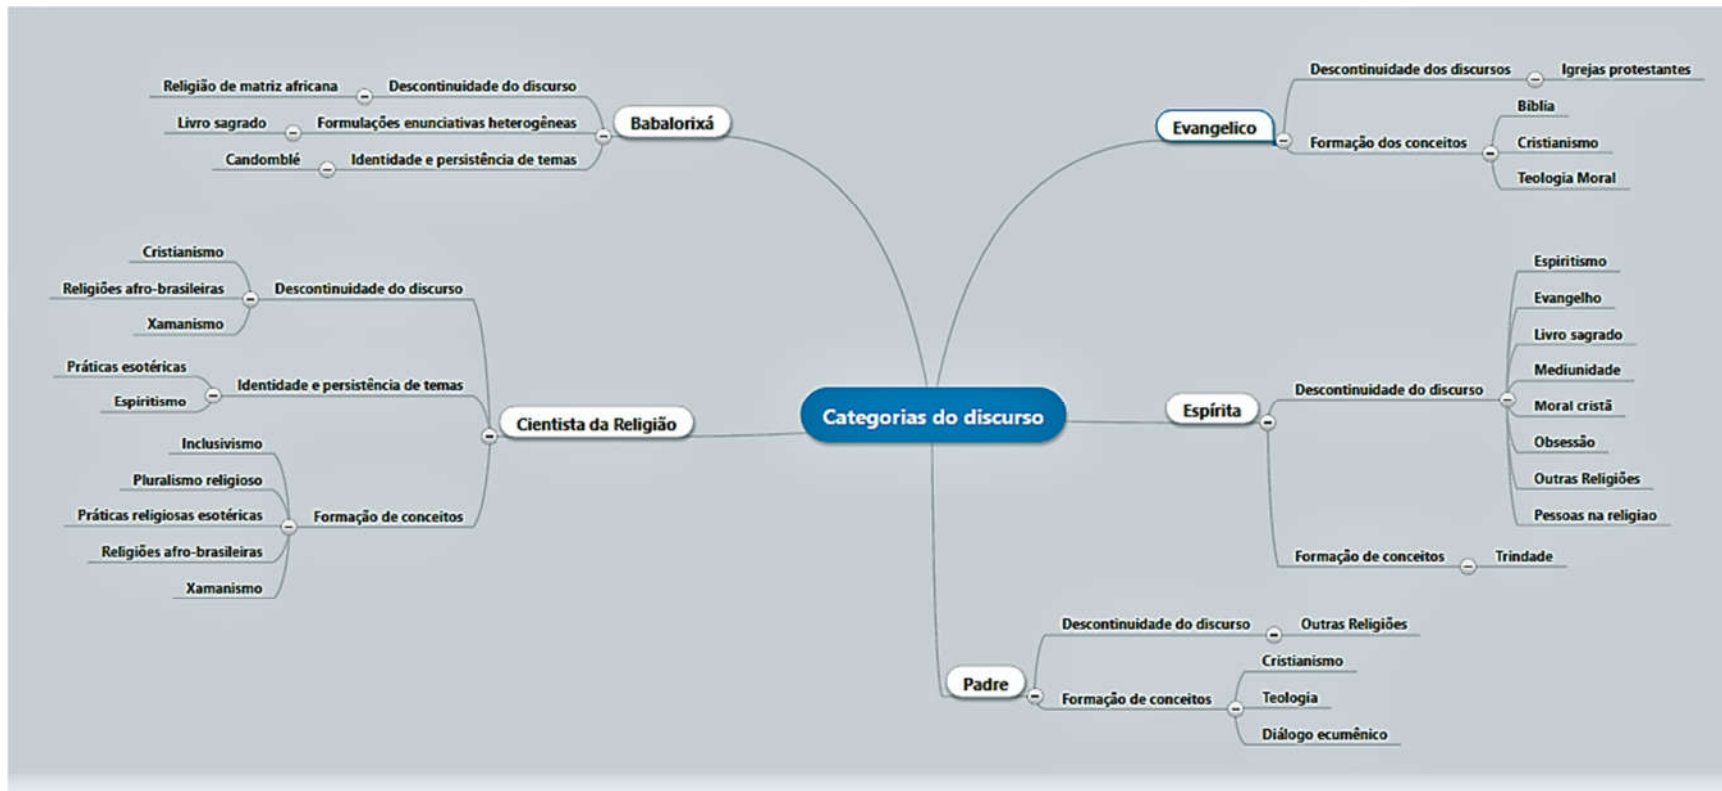 Categorias do discurso
Babalorixá
Descontinuidade do discurso
Religião de matriz africana
Formulações enunciativas heterogêneas
Livro sagrado
Identidade e persistência de temas
Candomblé
Cientista da Religião
Descontinuidade do discurso
Cristianismo
Religiões afro-brasileiras
Xamanismo
Identidade e persistência de temas
Práticas esotéricas
Espiritismo
Formação de conceitos
Inclusivismo
Pluralismo religioso
Práticas religiosas esotéricas
Religiões afro-brasileiras
Xamanismo
Evangelico
Descontinuidade dos discursos
Igrejas protestantes
Formação dos conceitos
Bíblia
Cristianismo
Teologia Moral
Espírita
Descontinuidade do discurso
Espiritismo
Evangelho
Livro sagrado
Mediunidade
Moral cristã
Obsessão
Outras Religiões
Pessoas na religiao
Formação de conceitos
Trindade
Padre
Descontinuidade do discurso
Outras Religiões
Formação de conceitos
Cristianismo
Teologia
Diálogo ecumênico